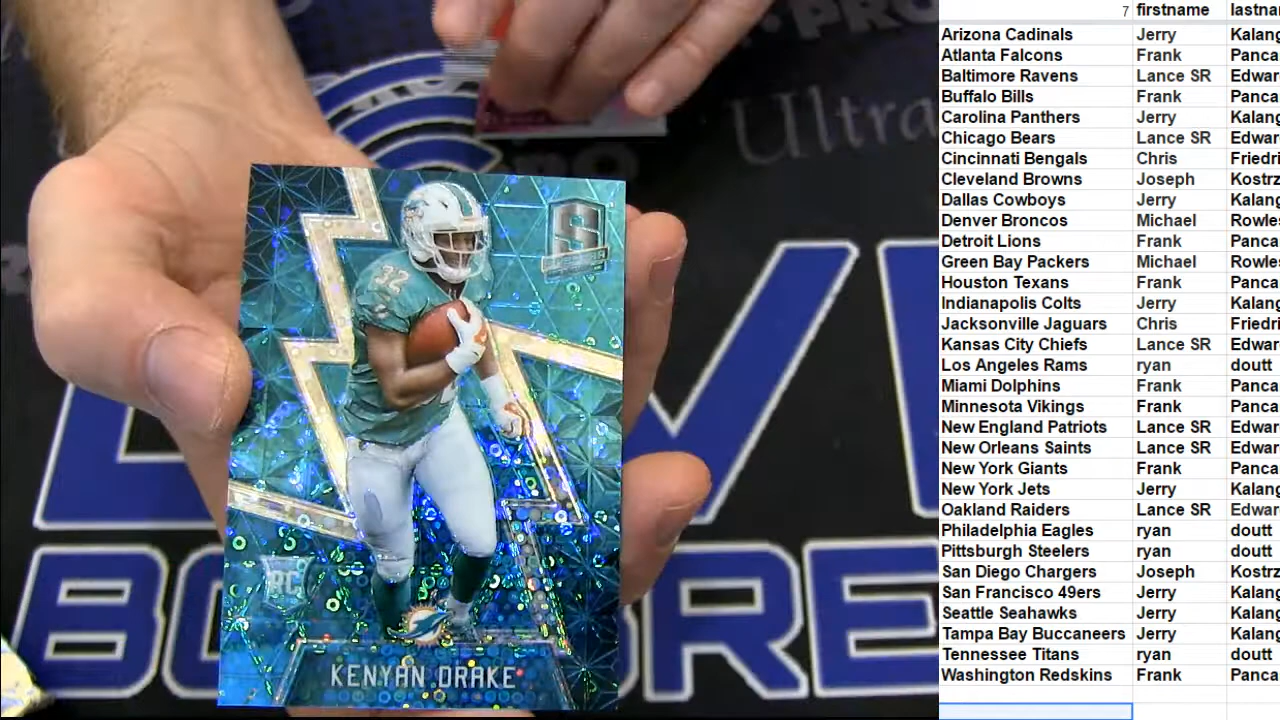 Ultra
PRO
32
S
RC
KENYAN DRAKE
7 firstname lastna
Arizona Cadinals Jerry Kalang
Atlanta Falcons Frank Panca
Baltimore Ravens Lance SR Edwar
Buffalo Bills Frank Panca
Carolina Panthers Jerry Kalang
Chicago Bears Lance SR Edwar
Cincinnati Bengals Chris Friedri
Cleveland Browns Joseph Kostrz
Dallas Cowboys Jerry Kalang
Denver Broncos Michael Rowles
Detroit Lions Frank Panca
Green Bay Packers Michael Rowles
Houston Texans Frank Panca
Indianapolis Colts Jerry Kalang
Jacksonville Jaguars Chris Friedri
Kansas City Chiefs Lance SR Edwar
Los Angeles Rams ryan doutt
Miami Dolphins Frank Panca
Minnesota Vikings Frank Panca
New England Patriots Lance SR Edwar
New Orleans Saints Lance SR Edwar
New York Giants Frank Panca
New York Jets Jerry Kalang
Oakland Raiders Lance SR Edwar
Philadelphia Eagles ryan doutt
Pittsburgh Steelers ryan doutt
San Diego Chargers Joseph Kostrz
San Francisco 49ers Jerry Kalang
Seattle Seahawks Jerry Kalang
Tampa Bay Buccaneers Jerry Kalang
Tennessee Titans ryan doutt
Washington Redskins Frank Panca